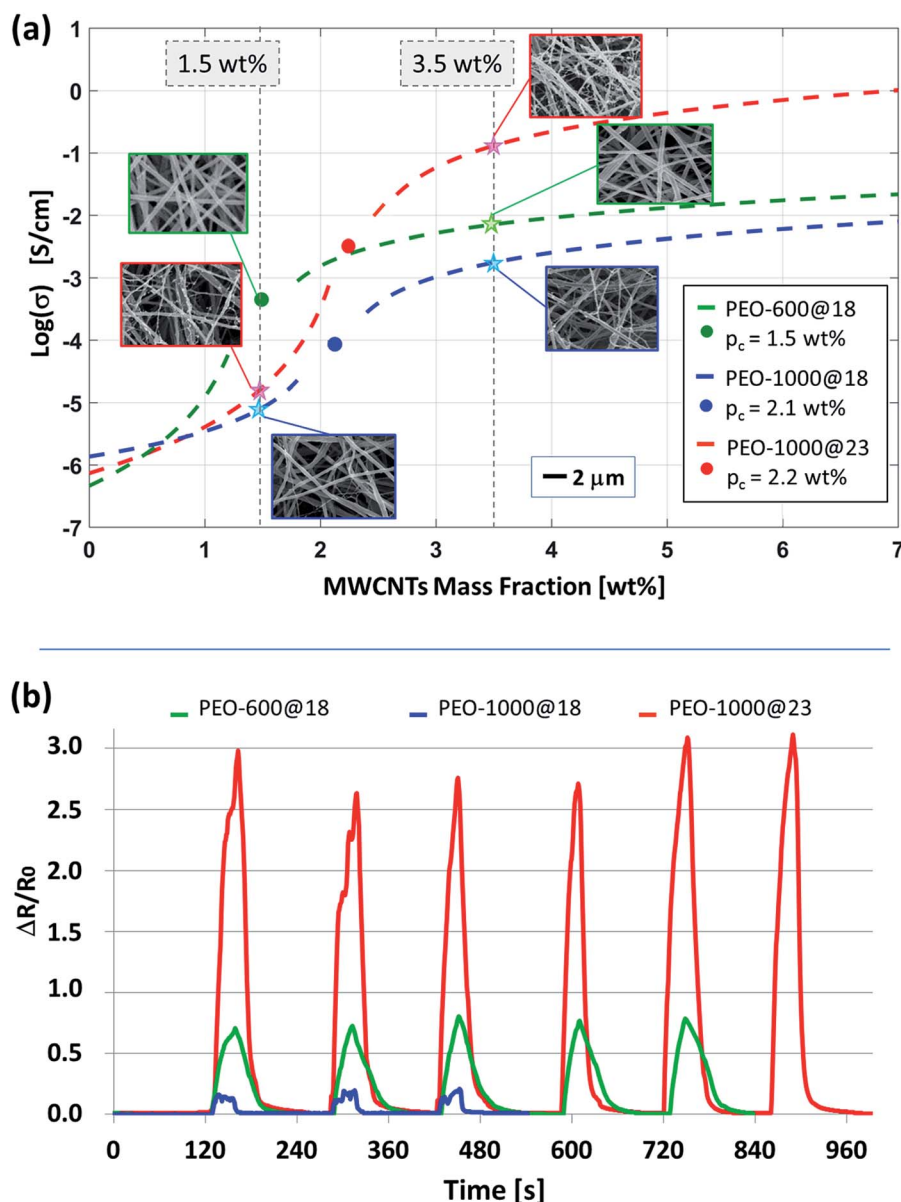 (a)
1.5 wt%
3.5 wt%
Log(σ) [S/cm]
1
0
-1
-2
-3
-4
-5
-6
-7
0 1 2 3 4 5 6 7
MWCNTs Mass Fraction [wt%]
2 μm
PEO-600@18
p_c = 1.5 wt%
PEO-1000@18
p_c = 2.1 wt%
PEO-1000@23
p_c = 2.2 wt%
(b)
PEO-600@18 PEO-1000@18 PEO-1000@23
ΔR/R₀
3.0
2.5
2.0
1.5
1.0
0.5
0.0
0 120 240 360 480 600 720 840 960
Time [s]